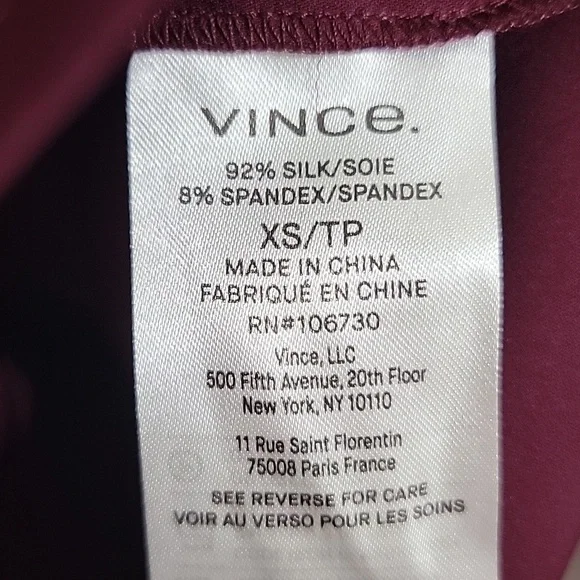 VINCe.
92% SILK/SOIE
8% SPANDEX/SPANDEX
XS/TP
MADE IN CHINA
FABRIQUÉ EN CHINE
RN#106730
Vince, LLC
500 Fifth Avenue, 20th Floor
New York, NY 10110
11 Rue Saint Florentin
75008 Paris France
SEE REVERSE FOR CARE
VOIR AU VERSO POUR LES SOINS